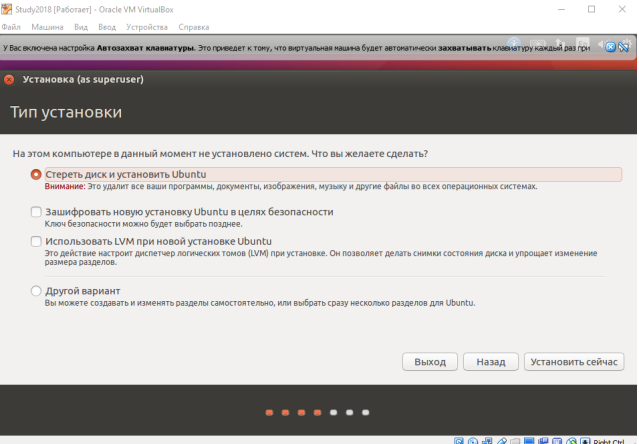 Study2018 [Работает] - Oracle VM VirtualBox
Файл Машина Вид Ввод Устройства Справка
У Вас включена настройка Автозахват клавиатуры. Это приведет к тому, что виртуальная машина будет автоматически захватывать клавиатуру каждый раз при
Установка (as superuser)
Тип установки
На этом компьютере в данный момент не установлено систем. Что вы желаете сделать?
Стереть диск и установить Ubuntu
Внимание: Это удалит все ваши программы, документы, изображения, музыку и другие файлы во всех операционных системах.
Зашифровать новую установку Ubuntu в целях безопасности
Ключ безопасности можно будет выбрать позднее.
Использовать LVM при новой установке Ubuntu
Это действие настроит диспетчер логических томов (LVM) при установке. Он позволяет делать снимки состояния диска и упрощает изменение
размера разделов.
Другой вариант
Вы можете создавать и изменять разделы самостоятельно, или выбрать сразу несколько разделов для Ubuntu.
Выход Назад Установить сейчас
Right Ctrl